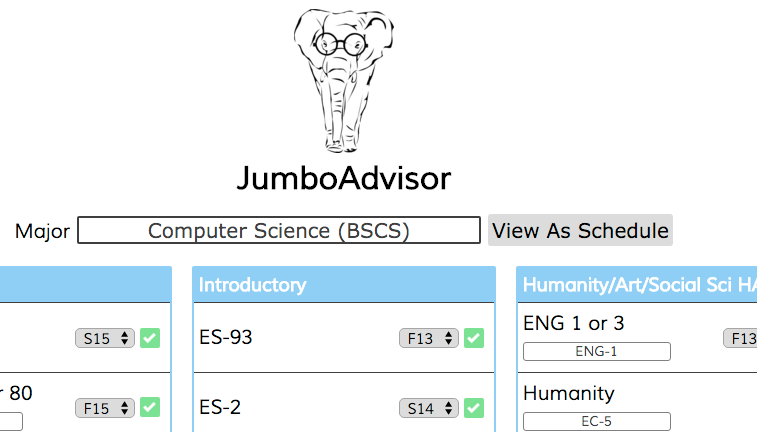 JumboAdvisor
Major Computer Science (BSCS) View As Schedule
Introductory
Humanity/Art/Social Sci
S15
ES-93 F13
ENG 1 or 3 F13
ENG-1
80 F15
ES-2 S14
Humanity
EC-5